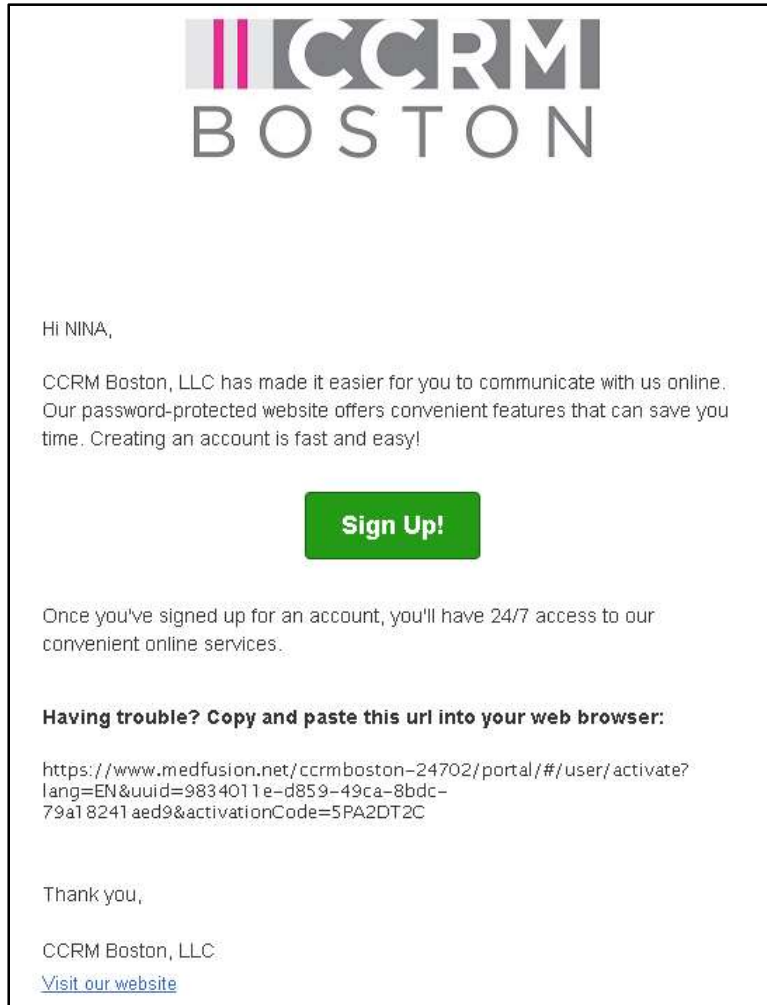 CCRM
BOSTON
Hi NINA,
CCRM Boston, LLC has made it easier for you to communicate with us online.
Our password-protected website offers convenient features that can save you
time. Creating an account is fast and easy!
Sign Up!
Once you've signed up for an account, you'll have 24/7 access to our
convenient online services.
Having trouble? Copy and paste this url into your web browser:
https://www.medfusion.net/ccrmboston-24702/portal/#/user/activate?
lang=EN&uuid=9834011e-d859-49ca-8bdc-
79a18241aed9&activationCode=5PA2DT2C
Thank you,
CCRM Boston, LLC
Visit our website